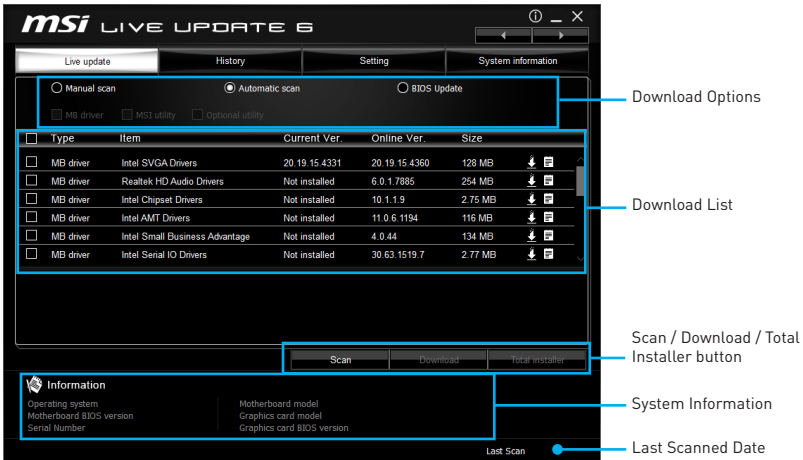 msi LIVE UPDATE 6
Live update History Setting System information
Manual scan Automatic scan BIOS Update
MB driver MSI utility Optional utility
Download Options
Type Item Current Ver. Online Ver. Size
MB driver Intel SVGA Drivers 20.19.15.4331 20.19.15.4360 128 MB
MB driver Realtek HD Audio Drivers Not installed 6.0.1.7885 254 MB
MB driver Intel Chipset Drivers Not installed 10.1.1.9 2.75 MB
MB driver Intel AMT Drivers Not installed 11.0.6.1194 116 MB
MB driver Intel Small Business Advantage Not installed 4.0.44 134 MB
MB driver Intel Serial IO Drivers Not installed 30.63.1519.7 2.77 MB
Download List
Scan Download Total Installer
Scan / Download / Total
Installer button
Information
Operating system Motherboard model
Motherboard BIOS version Graphics card model
Serial Number Graphics card BIOS version
System Information
Last Scan
Last Scanned Date